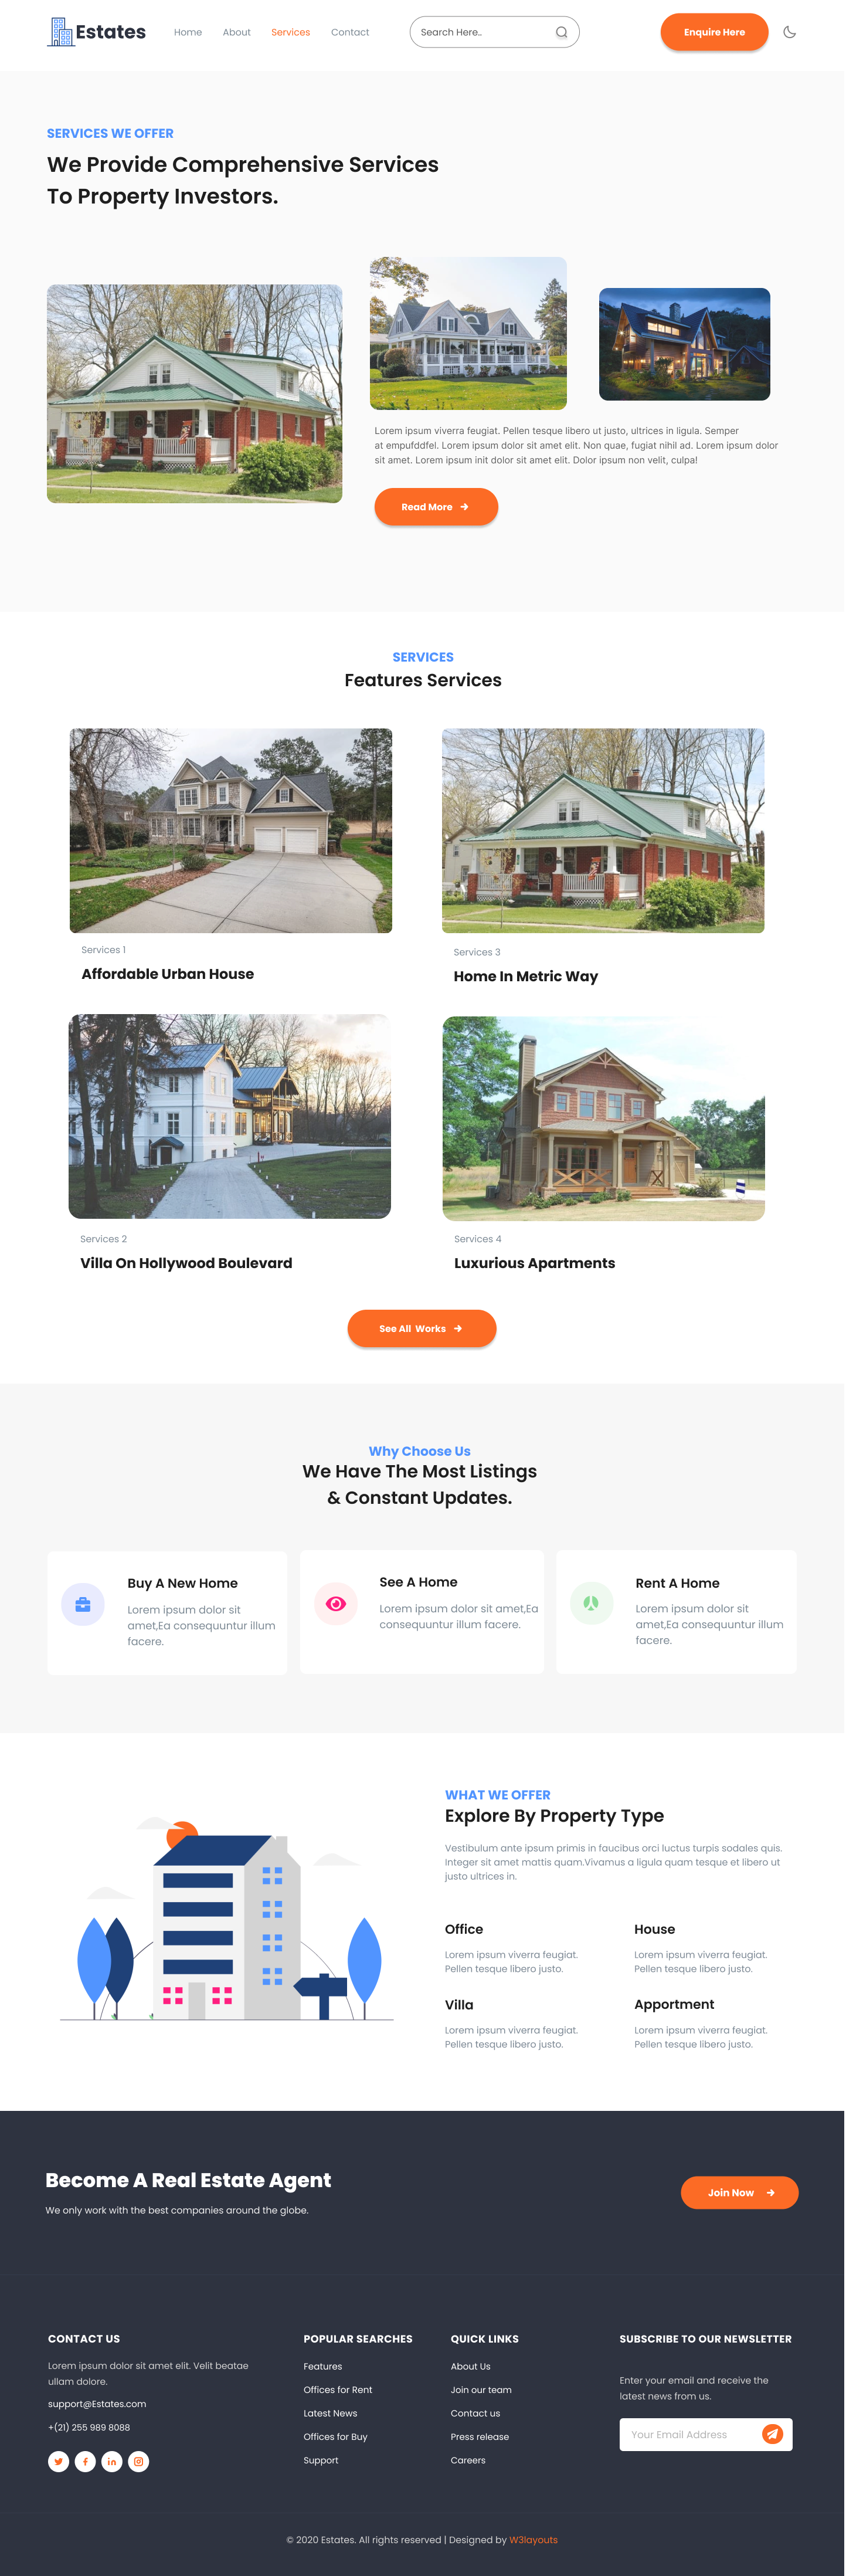 Estates
Home
About
Services
Contact
Search Here..
Enquire Here
SERVICES WE OFFER
We Provide Comprehensive Services
To Property Investors.
Lorem ipsum viverra feugiat. Pellen tesque libero ut justo, ultrices in ligula. Semper
at empufddfel. Lorem ipsum dolor sit amet elit. Non quae, fugiat nihil ad. Lorem ipsum dolor
sit amet. Lorem ipsum init dolor sit amet elit. Dolor ipsum non velit, culpa!
Read More
SERVICES
Features Services
Services 1
Affordable Urban House
Services 3
Home In Metric Way
Services 2
Villa On Hollywood Boulevard
Services 4
Luxurious Apartments
See All Works
Why Choose Us
We Have The Most Listings
& Constant Updates.
Buy A New Home
Lorem ipsum dolor sit
amet,Ea consequuntur illum
facere.
See A Home
Lorem ipsum dolor sit amet,Ea
consequuntur illum facere.
Rent A Home
Lorem ipsum dolor sit
amet,Ea consequuntur illum
facere.
WHAT WE OFFER
Explore By Property Type
Vestibulum ante ipsum primis in faucibus orci luctus turpis sodales quis.
Integer sit amet mattis quam.Vivamus a ligula quam tesque et libero ut
justo ultrices in.
Office
Lorem ipsum viverra feugiat.
Pellen tesque libero justo.
House
Lorem ipsum viverra feugiat.
Pellen tesque libero justo.
Villa
Lorem ipsum viverra feugiat.
Pellen tesque libero justo.
Apportment
Lorem ipsum viverra feugiat.
Pellen tesque libero justo.
Become A Real Estate Agent
We only work with the best companies around the globe.
Join Now
CONTACT US
Lorem ipsum dolor sit amet elit. Velit beatae
ullam dolore.
support@Estates.com
+(21) 255 989 8088
POPULAR SEARCHES
Features
Offices for Rent
Latest News
Offices for Buy
Support
QUICK LINKS
About Us
Join our team
Contact us
Press release
Careers
SUBSCRIBE TO OUR NEWSLETTER
Enter your email and receive the
latest news from us.
Your Email Address
© 2020 Estates. All rights reserved | Designed by W3layouts